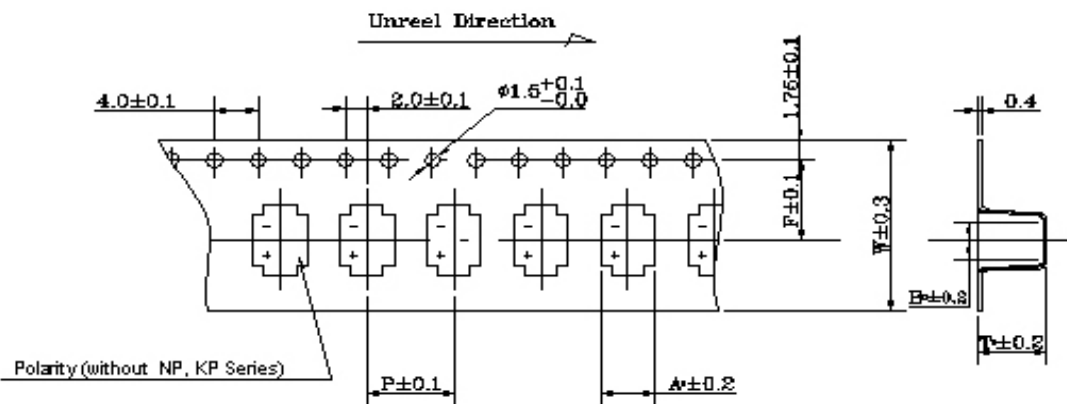 Unreel Direction
4.0±0.1
2.0±0.1
ø1.5+0.1
-0.0
1.75±0.1
0.4
F±0.1
W±0.3
- - - - - -
+ + + + +
B±0.2
T±0.2
Polarity (without NP, KP Series)
P±0.1
A±0.2